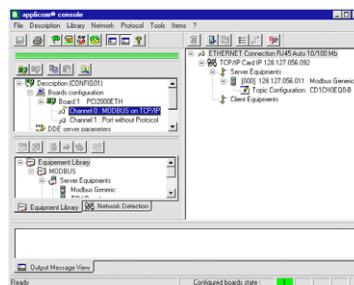 applicom® console
File Description Library Network Protocol Tools Items ?
Description [CONFIG01]
Boards configuration
Board 1 PCI2000ETH
Channel 0 : MODBUS on TCP/IP
Channel 1 : Port without Protocol
DDE server parameters
Equipement Library
MODBUS
Server Equipments
Modbus Generic
Equipment Library
Network Detection
ETHERNET Connection RJ45 Auto 10/100 Mb
TCP/IP Card IP 128.127.056.092
Server Equipments
[000] 128.127.056.011 Modbus Generic
Topic Configuration: CD1CH0EQ0-B
Client Equipments
Output Message View
Ready
Configured boards state :
1